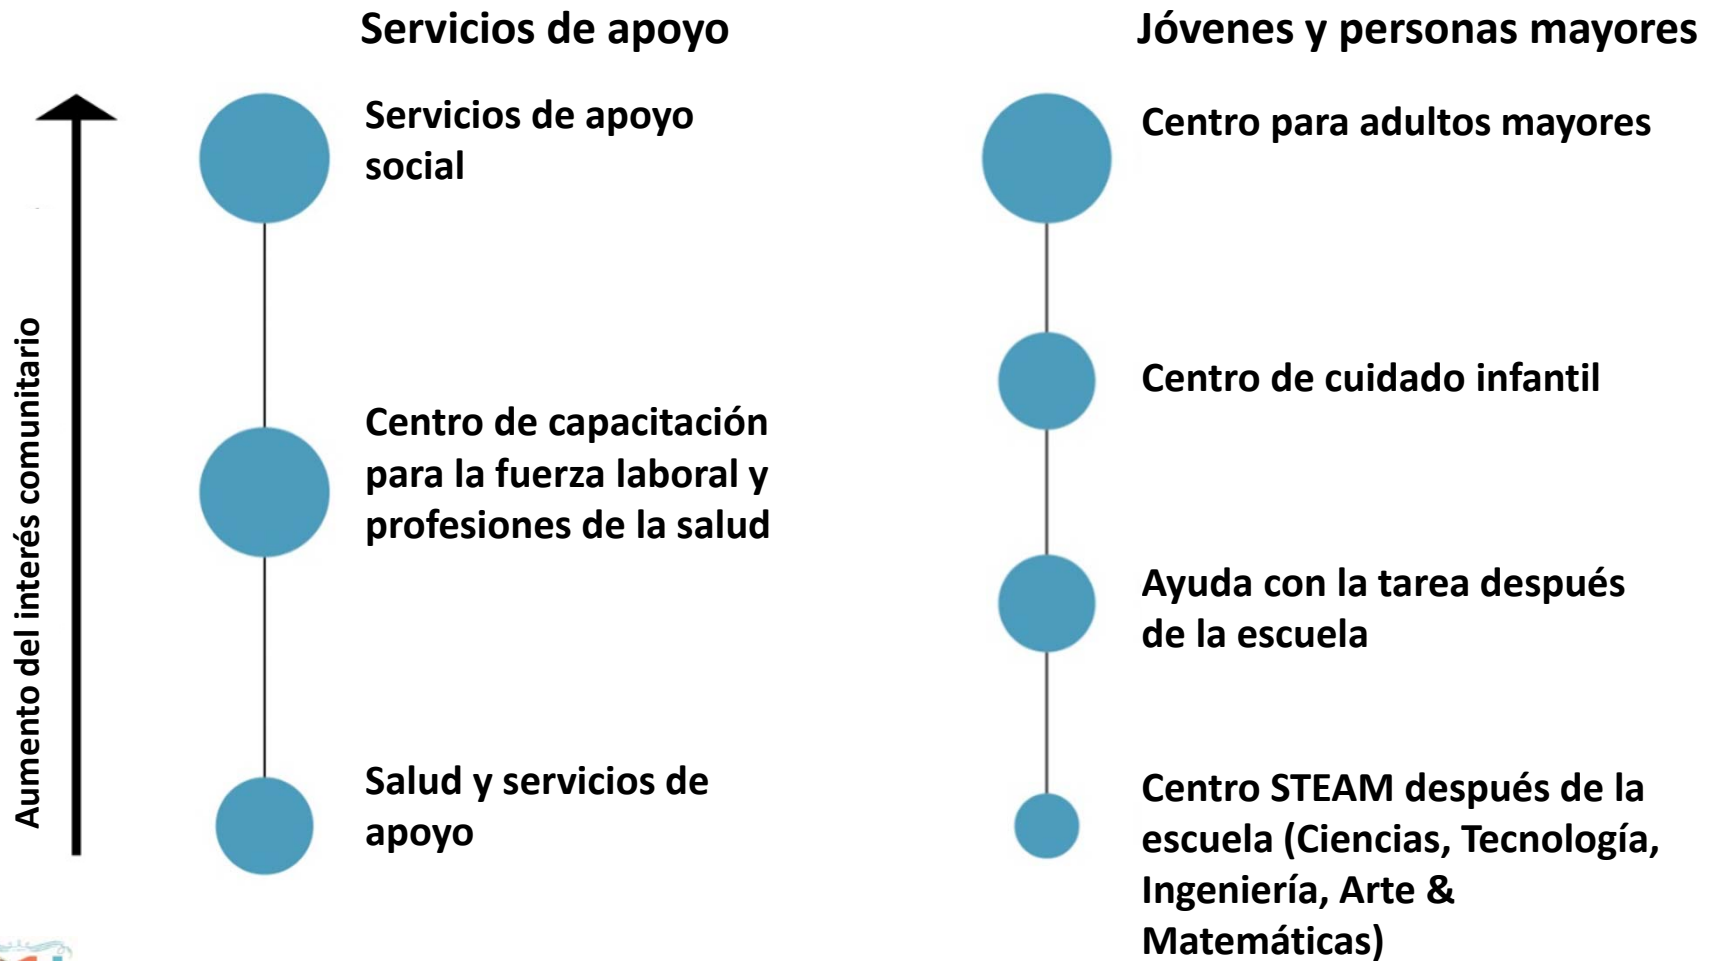 Servicios de apoyo
Servicios de apoyo
social
Centro de capacitación
para la fuerza laboral y
profesiones de la salud
Salud y servicios de
apoyo
Jóvenes y personas mayores
Centro para adultos mayores
Centro de cuidado infantil
Ayuda con la tarea después
de la escuela
Centro STEAM después de la
escuela (Ciencias, Tecnología,
Ingeniería, Arte &
Matemáticas)
Aumento del interés comunitario